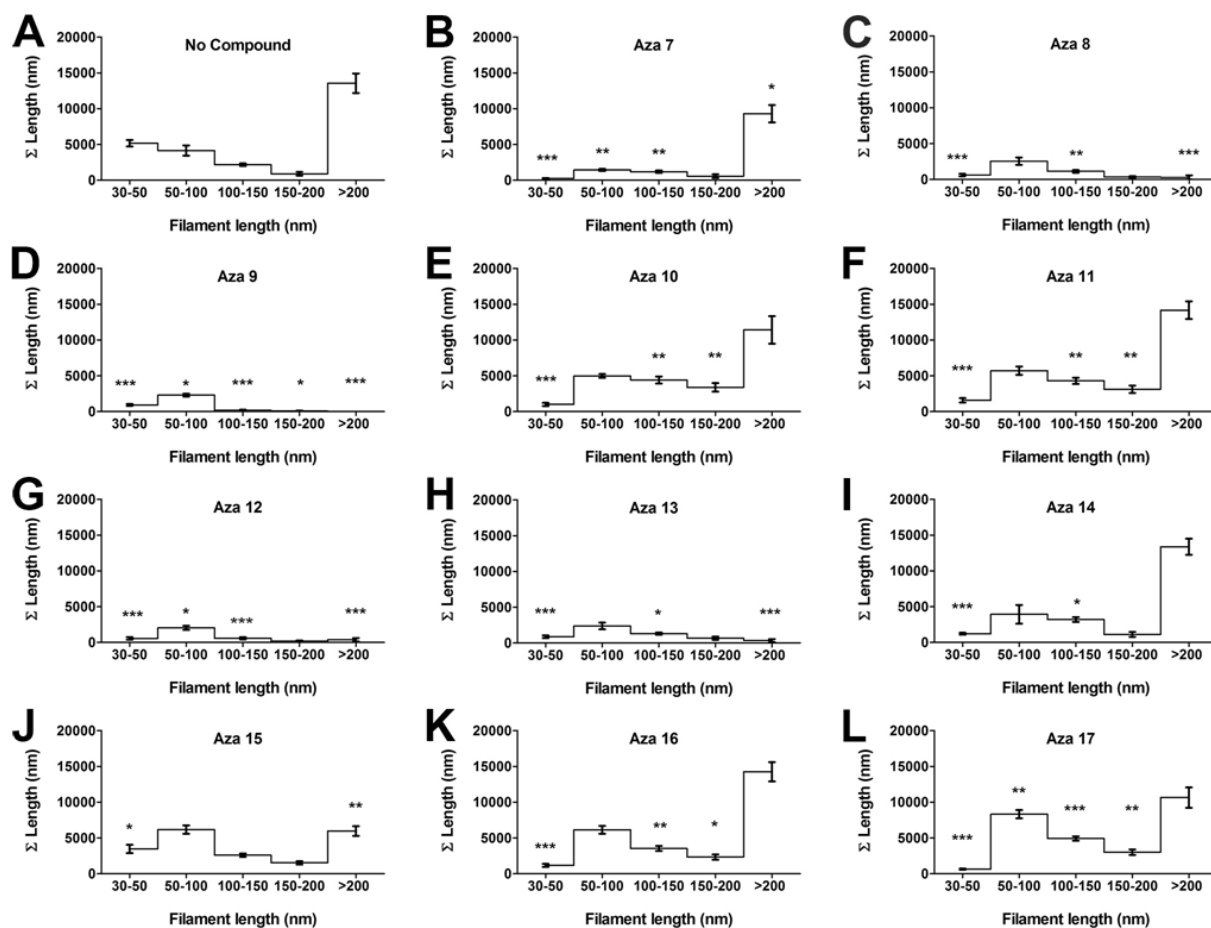 A
No Compound
Σ Length (nm)
20000
15000
10000
5000
0
30-50 50-100 100-150 150-200 >200
Filament length (nm)
B
Aza 7
Σ Length (nm)
20000
15000
10000
5000
0
*** ** ** *
30-50 50-100 100-150 150-200 >200
Filament length (nm)
C
Aza 8
Σ Length (nm)
20000
15000
10000
5000
0
*** ** ***
30-50 50-100 100-150 150-200 >200
Filament length (nm)
D
Aza 9
Σ Length (nm)
20000
15000
10000
5000
0
*** * *** * ***
30-50 50-100 100-150 150-200 >200
Filament length (nm)
E
Aza 10
Σ Length (nm)
20000
15000
10000
5000
0
*** ** **
30-50 50-100 100-150 150-200 >200
Filament length (nm)
F
Aza 11
Σ Length (nm)
20000
15000
10000
5000
0
*** ** **
30-50 50-100 100-150 150-200 >200
Filament length (nm)
G
Aza 12
Σ Length (nm)
20000
15000
10000
5000
0
*** * *** ***
30-50 50-100 100-150 150-200 >200
Filament length (nm)
H
Aza 13
Σ Length (nm)
20000
15000
10000
5000
0
*** * ***
30-50 50-100 100-150 150-200 >200
Filament length (nm)
I
Aza 14
Σ Length (nm)
20000
15000
10000
5000
0
*** *
30-50 50-100 100-150 150-200 >200
Filament length (nm)
J
Aza 15
Σ Length (nm)
20000
15000
10000
5000
0
* **
30-50 50-100 100-150 150-200 >200
Filament length (nm)
K
Aza 16
Σ Length (nm)
20000
15000
10000
5000
0
*** ** *
30-50 50-100 100-150 150-200 >200
Filament length (nm)
L
Aza 17
Σ Length (nm)
20000
15000
10000
5000
0
*** ** *** **
30-50 50-100 100-150 150-200 >200
Filament length (nm)